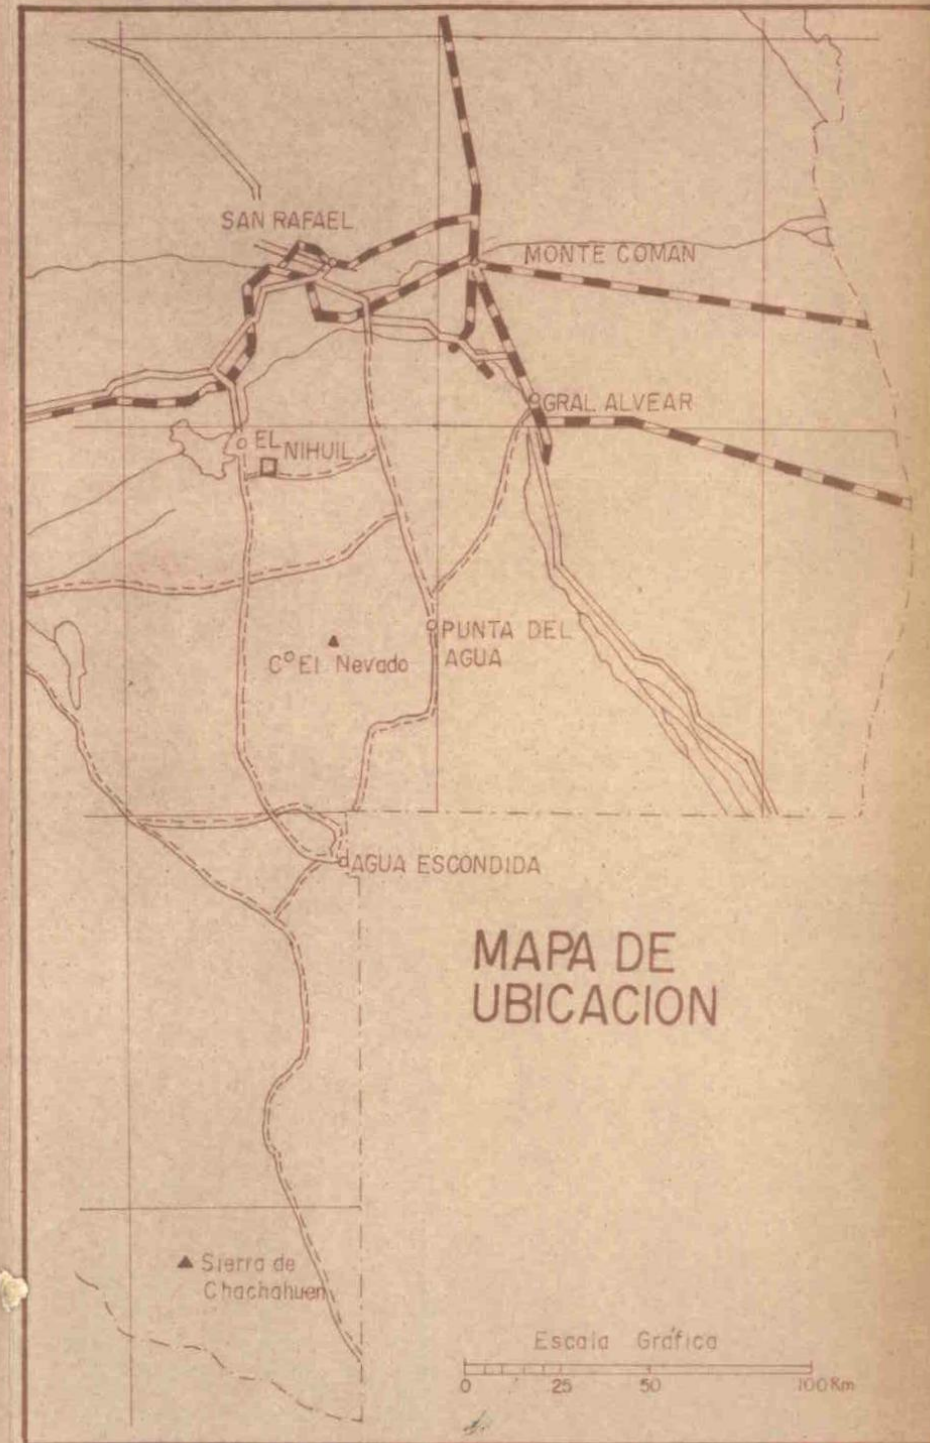 SAN RAFAEL
MONTE COMAN
GRAL ALVEAR
EL NIHUIL
PUNTA DEL
AGUA
Cº El Nevado
AGUA ESCONDIDA
MAPA DE
UBICACION
Sierra de
Chachahuen
Escala Gráfica
0 25 50 100 Km